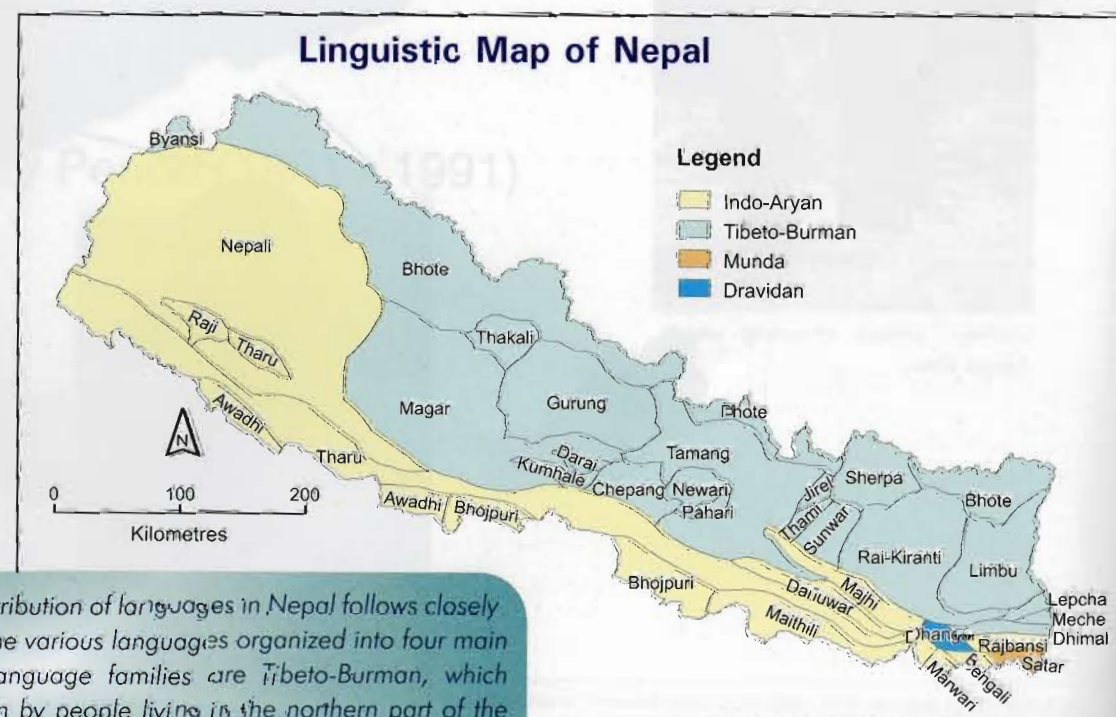 Linguistic Map of Nepal
Legend
Indo-Aryan
Tibeto-Burman
Munda
Dravidan
Byansi
Nepali
Bhote
Raji
Tharu
Thakali
Magar
Gurung
Awadhi
Bhote
N
Tharu
Darai
Kumhale
Chepang
Tamang
Newari
Pahari
Jirel
Thami
Sunwar
Sherpa
Bhote
Awadhi
Bhojpuri
0 100 200
Kilometres
Rai-Kiranti
Limbu
Bhojpuri
Danuwar
Majhi
Maithili
Lepcha
Meche
Dhimal
Rajbansi
Satar
Bengali
Marwari
1991)
ribution of languages in Nepal follows closely
ne various languages organized into four main
anguage families are Tibeto-Burman, which
n by people living in the northern part of the